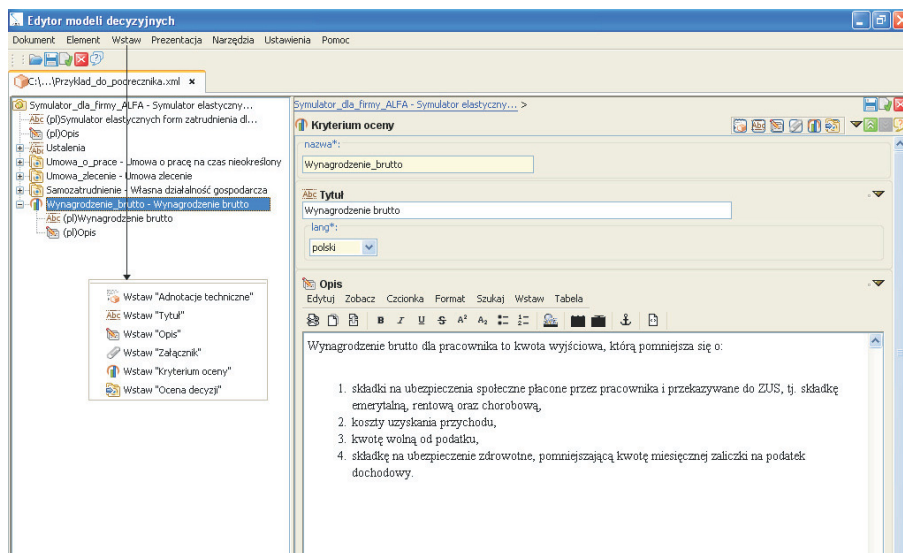 Edytor modeli decyzyjnych
Dokument Element Wstaw Prezentacja Narzędzia Ustawienia Pomoc
C:\...\Przyklad_do_podrecznika.xml
Symulator_dla_firmy_ALFA - Symulator elastyczny...
(pl)Symulator elastycznych form zatrudnienia dl...
(pl)Opis
Ustalenia
Umowa_o_prace - Umowa o pracę na czas nieokreślony
Umowa_zlecenie - Umowa zlecenie
Samozatrudnienie - Własna działalność gospodarcza
Wynagrodzenie_brutto - Wynagrodzenie brutto
Abc (pl)Wynagrodzenie brutto
(pl)Opis
Wstaw "Adnotacje techniczne"
Abc Wstaw "Tytuł"
Wstaw "Opis"
Wstaw "Załącznik"
Wstaw "Kryterium oceny"
Wstaw "Ocena decyzji"
Symulator_dla_firmy_ALFA - Symulator elastyczny... >
Kryterium oceny
nazwa*:
Wynagrodzenie_brutto
Abc Tytuł
Wynagrodzenie brutto
lang*:
polski
Opis
Edytuj Zobacz Czcionka Format Szukaj Wstaw Tabela
B I U S A² A₂
Wynagrodzenie brutto dla pracownika to kwota wyjściowa, którą pomniejsza się o:
1. składki na ubezpieczenia społeczne płacone przez pracownika i przekazywane do ZUS, tj. składkę
emerytalną, rentową oraz chorobową,
2. koszty uzyskania przychodu,
3. kwotę wolną od podatku,
4. składkę na ubezpieczenie zdrowotne, pomniejszającą kwotę miesięcznej zaliczki na podatek
dochodowy.